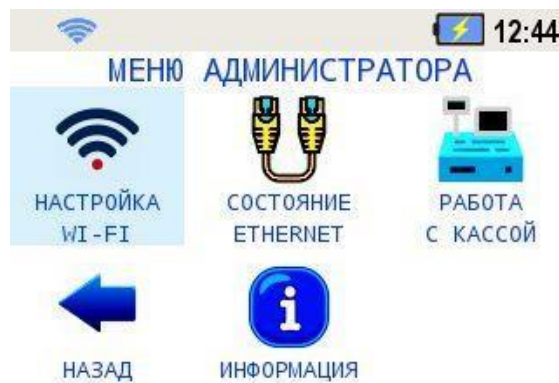 12:44
МЕНЮ АДМИНИСТРАТОРА
НАСТРОЙКА
WI-FI
СОСТОЯНИЕ
ETHERNET
РАБОТА
С КАССОЙ
НАЗАД
ИНФОРМАЦИЯ